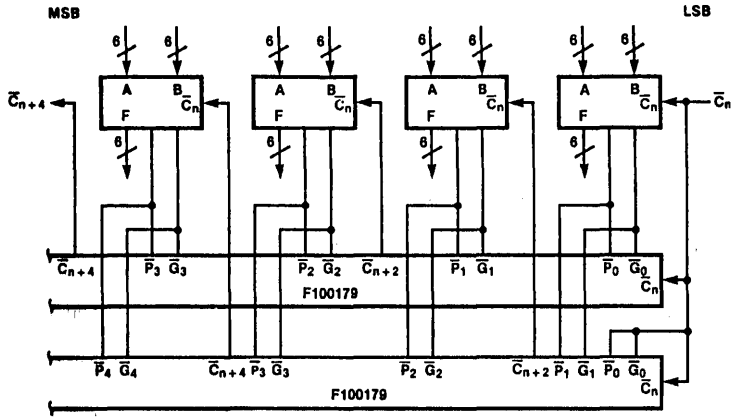 MSB LSB
6 6 6 6 6 6 6 6
A B A B A B A B
C̅n+4 C̅n C̅n C̅n C̅n C̅n
F F F F
6 6 6 6
C̅n+4 P̅3 G̅3 P̅2 G̅2 C̅n+2 P̅1 G̅1 P̅0 G̅0
C̅n
F100179
P̅4 G̅4 C̅n+4 P̅3 G̅3 P̅2 G̅2 C̅n+2 P̅1 G̅1 P̅0 G̅0
C̅n
F100179